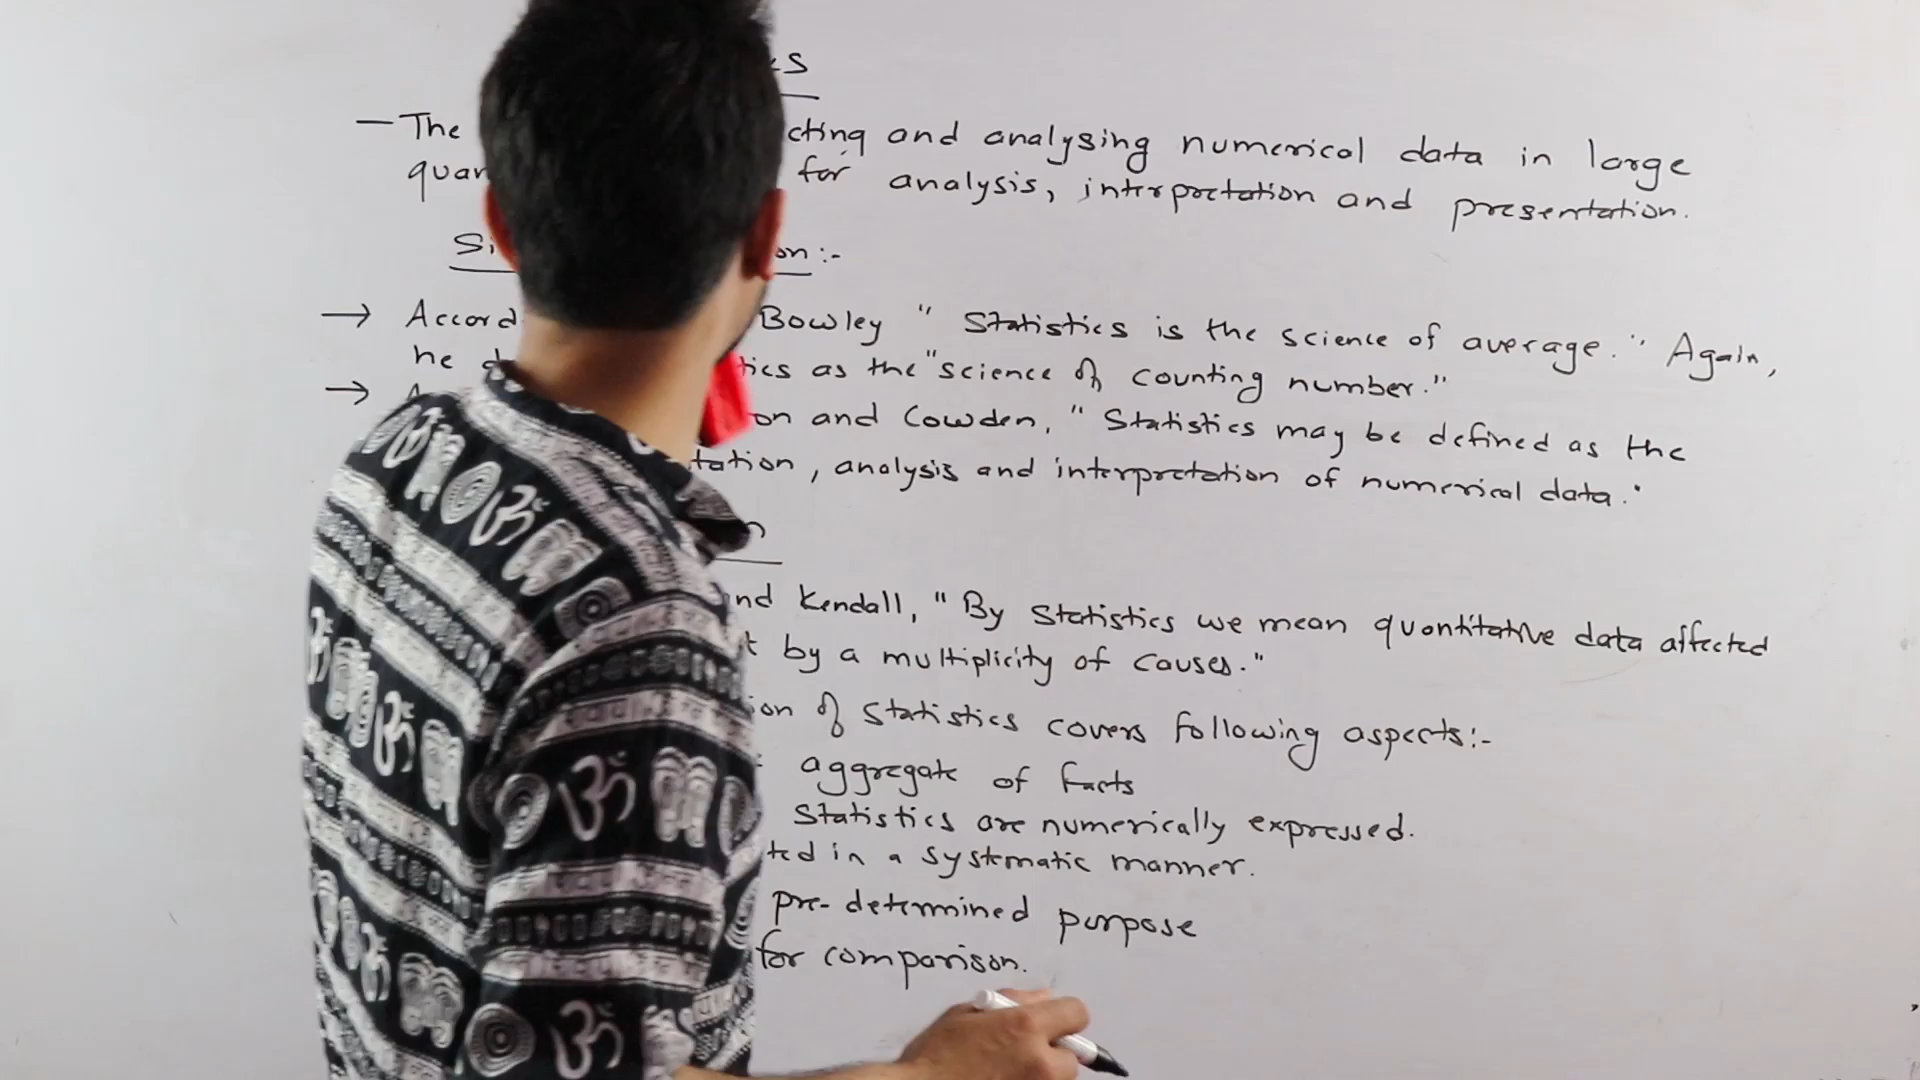 cs
— The cting and analysing numerical data in large
quan for analysis, interpretation and presentation.
Si on :-
→ Accord Bowley " Statistics is the science of average." Again,
he d tics as the "science of counting number."
→ on and Cowden, " Statistics may be defined as the
tation, analysis and interpretation of numerical data."
n
nd Kendall, " By Statistics we mean quantitative data affected
t by a multiplicity of causes."
ion of Statistics covers following aspects:-
aggregate of facts
Statistics are numerically expressed.
ted in a systematic manner.
pre-determined purpose
for comparison.